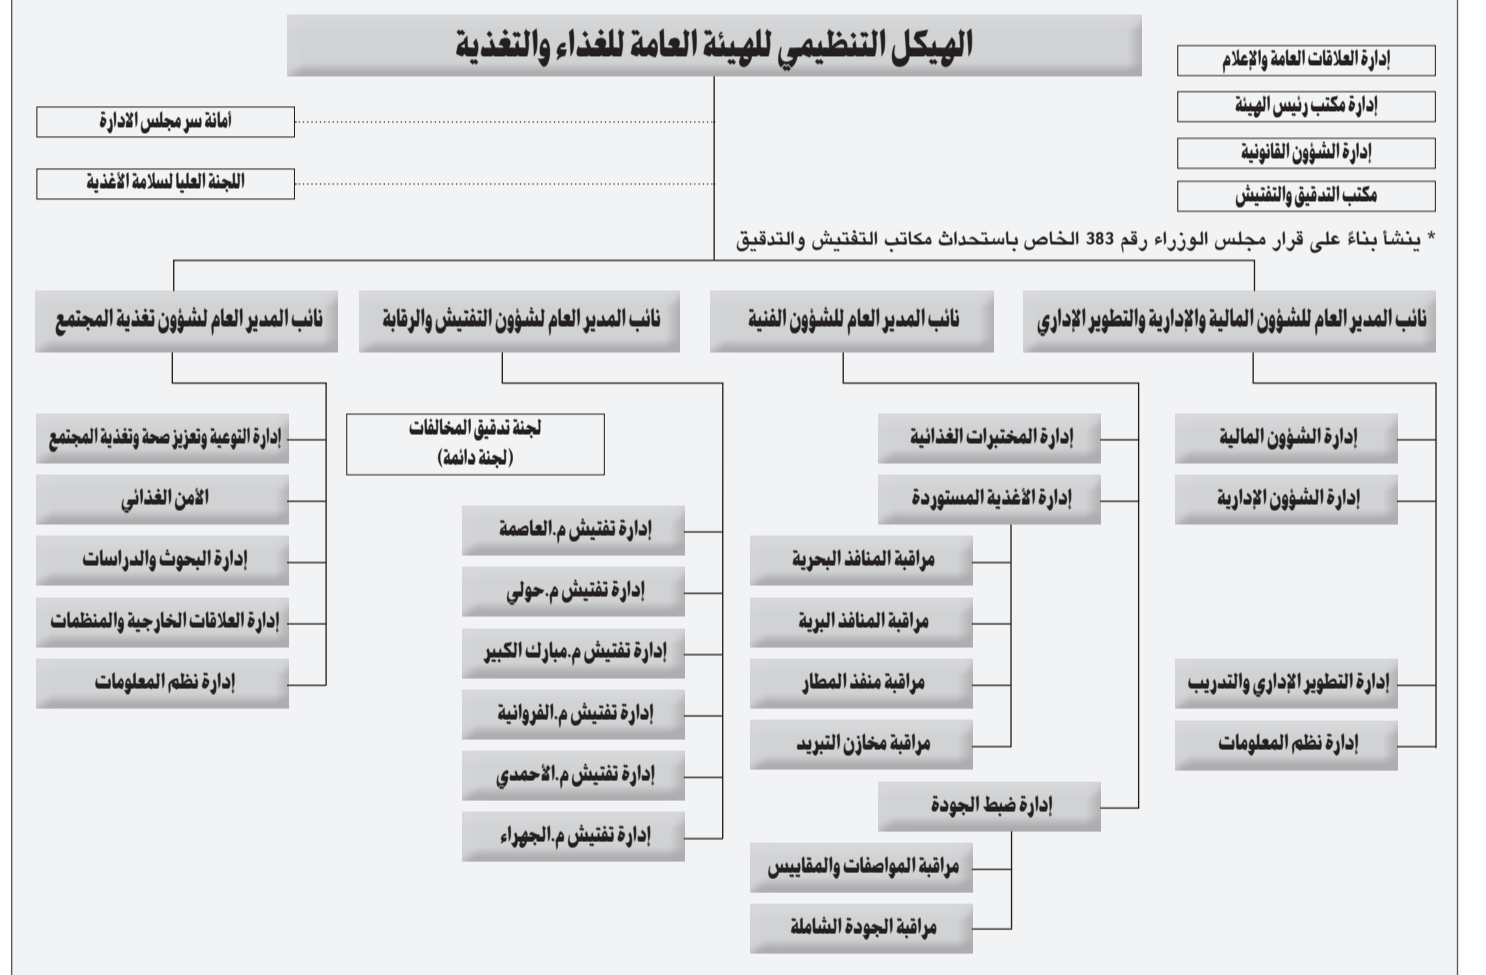 الهيكل التنظيمي للهيئة العامة للغذاء والتغذية
إدارة العلاقات العامة والإعلام
إدارة مكتب رئيس الهيئة
إدارة الشؤون القانونية
مكتب التدقيق والتفتيش
أمانة سر مجلس الادارة
اللجنة العليا لسلامة الأغذية
* ينشأ بناءً على قرار مجلس الوزراء رقم 383 الخاص باستحداث مكاتب التفتيش والتدقيق
نائب المدير العام للشؤون المالية والإدارية والتطوير الإداري
إدارة الشؤون المالية
إدارة الشؤون الإدارية
إدارة التطوير الإداري والتدريب
إدارة نظم المعلومات
نائب المدير العام للشؤون الفنية
إدارة المختبرات الغذائية
إدارة الأغذية المستوردة
مراقبة المنافذ البحرية
مراقبة المنافذ البرية
مراقبة منفذ المطار
مراقبة مخازن التبريد
إدارة ضبط الجودة
مراقبة المواصفات والمقاييس
مراقبة الجودة الشاملة
نائب المدير العام لشؤون التفتيش والرقابة
لجنة تدقيق المخالفات
(لجنة دائمة)
إدارة تفتيش م.العاصمة
إدارة تفتيش م.حولي
إدارة تفتيش م.مبارك الكبير
إدارة تفتيش م.الفروانية
إدارة تفتيش م.الأحمدي
إدارة تفتيش م.الجهراء
نائب المدير العام لشؤون تغذية المجتمع
إدارة التوعية وتعزيز صحة وتغذية المجتمع
الأمن الغذائي
إدارة البحوث والدراسات
إدارة العلاقات الخارجية والمنظمات
إدارة نظم المعلومات